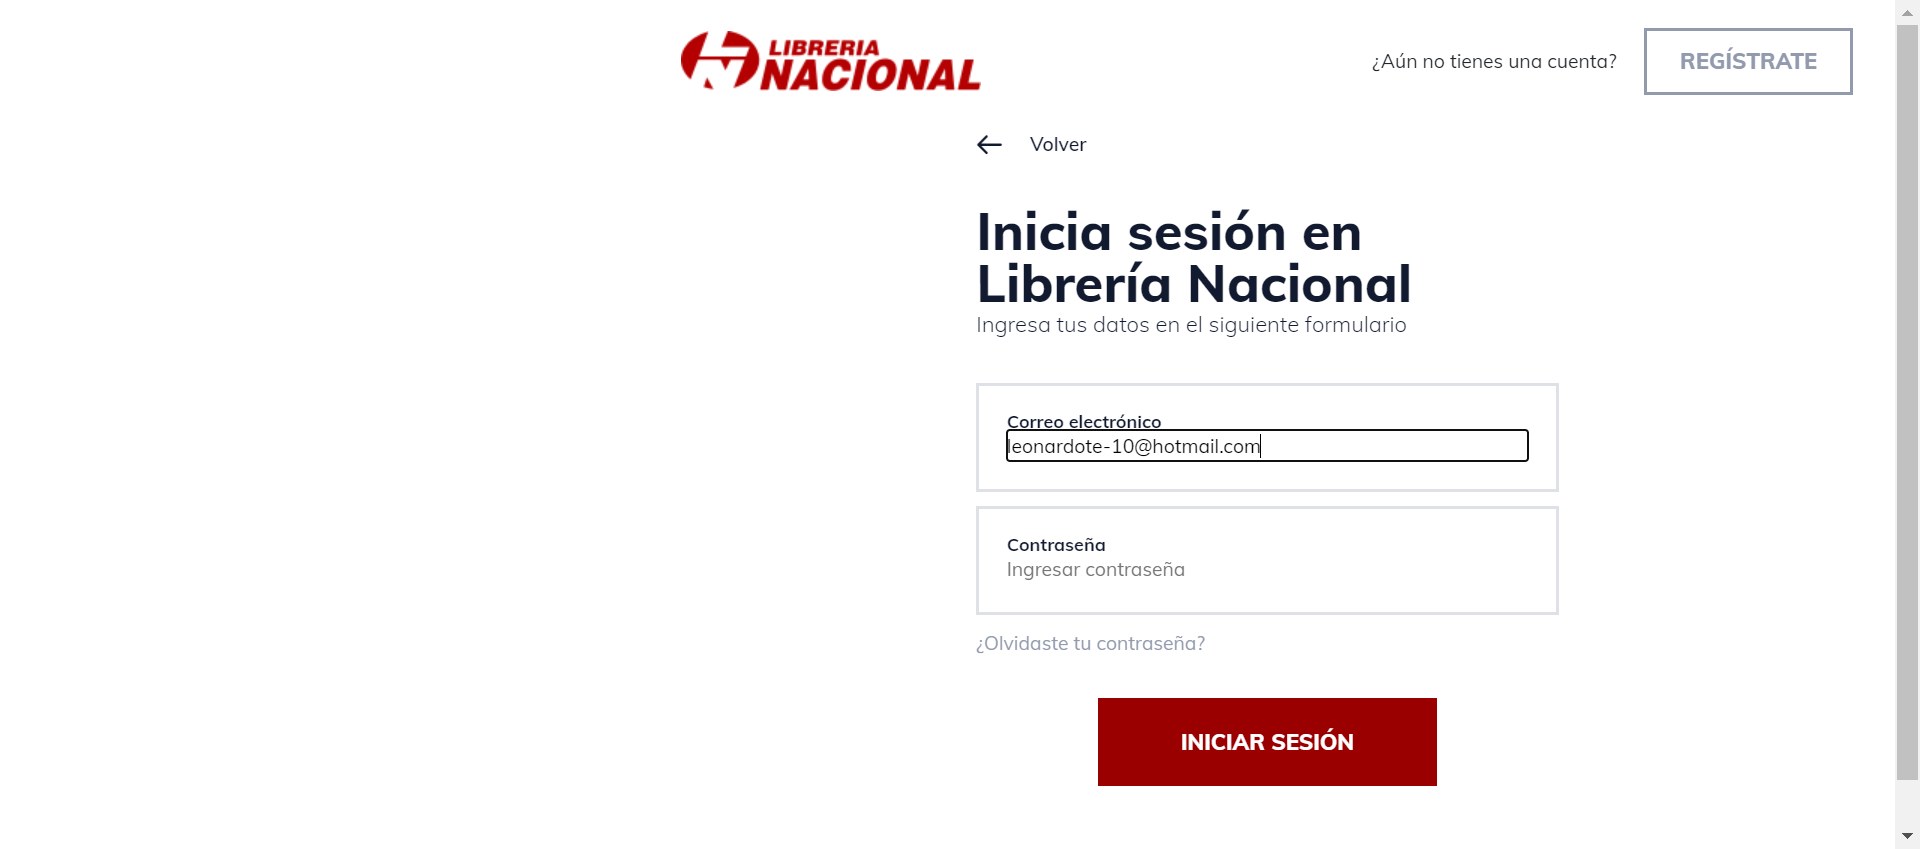 LIBRERIA
NACIONAL
¿Aún no tienes una cuenta?
REGÍSTRATE
Volver
Inicia sesión en
Librería Nacional
Ingresa tus datos en el siguiente formulario
Correo electrónico
leonardote-10@hotmail.com
Contraseña
Ingresar contraseña
¿Olvidaste tu contraseña?
INICIAR SESIÓN